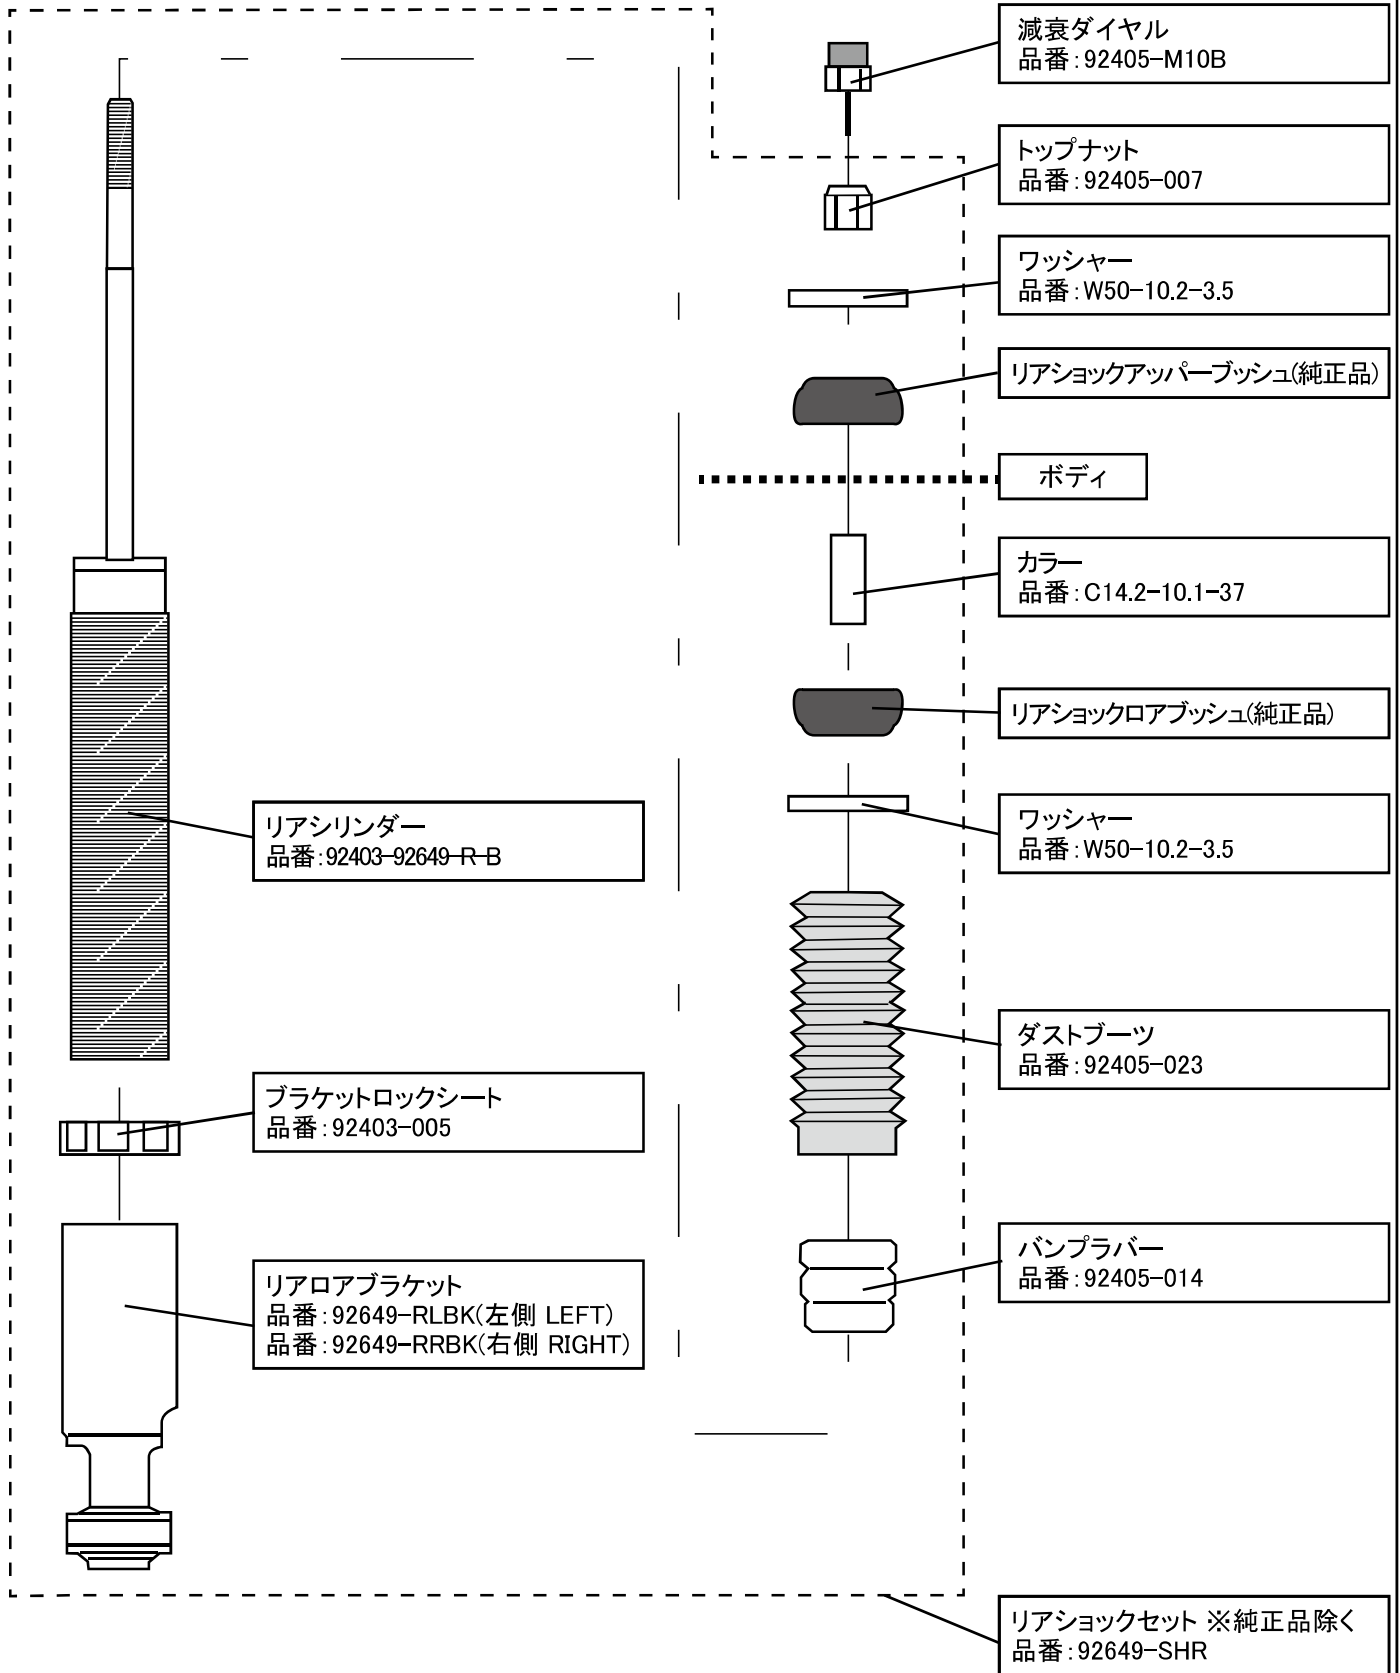 減衰ダイヤル
品番:92405-M10B
トップナット
品番:92405-007
ワッシャー
品番:W50-10.2-3.5
リアショックアッパーブッシュ(純正品)
ボディ
カラー
品番:C14.2-10.1-37
リアショックロアブッシュ(純正品)
ワッシャー
品番:W50-10.2-3.5
リアシリンダー
品番:92403-92649-R-B
ダストブーツ
品番:92405-023
ブラケットロックシート
品番:92403-005
バンプラバー
品番:92405-014
リアロアブラケット
品番:92649-RLBK(左側 LEFT)
品番:92649-RRBK(右側 RIGHT)
リアショックセット ※純正品除く
品番:92649-SHR